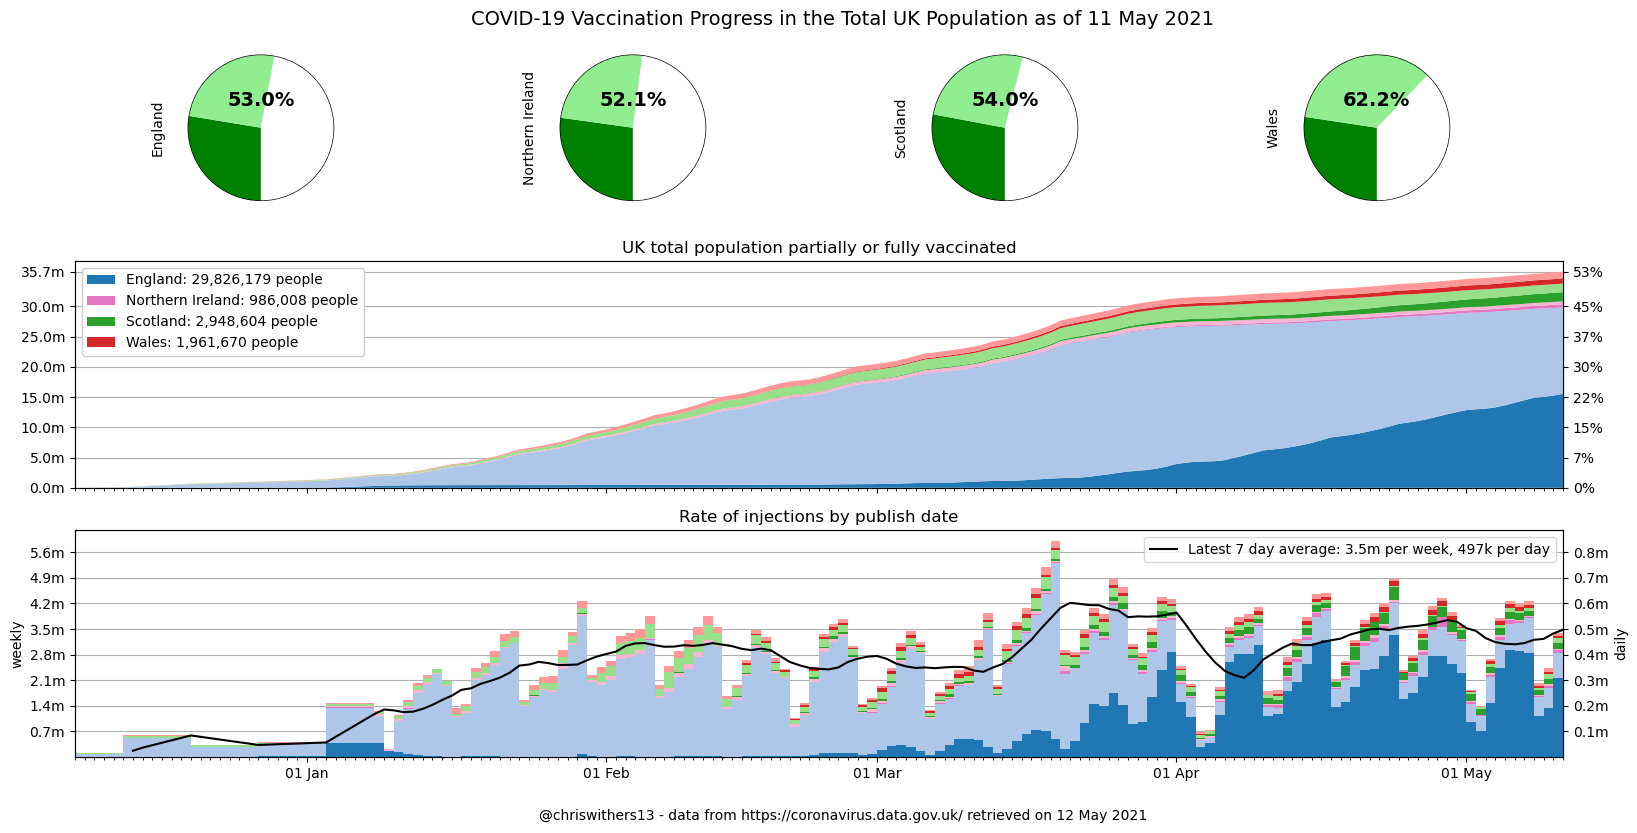 COVID-19 Vaccination Progress in the Total UK Population as of 11 May 2021
England
53.0%
Northern Ireland
52.1%
Scotland
54.0%
Wales
62.2%
UK total population partially or fully vaccinated
35.7m
30.0m
25.0m
20.0m
15.0m
10.0m
5.0m
0.0m
England: 29,826,179 people
Northern Ireland: 986,008 people
Scotland: 2,948,604 people
Wales: 1,961,670 people
53%
45%
37%
30%
22%
15%
7%
0%
Rate of injections by publish date
weekly
5.6m
4.9m
4.2m
3.5m
2.8m
2.1m
1.4m
0.7m
Latest 7 day average: 3.5m per week, 497k per day
0.8m
0.7m
0.6m
0.5m
0.4m
0.3m
0.2m
0.1m
daily
01 Jan
01 Feb
01 Mar
01 Apr
01 May
@chriswithers13 - data from https://coronavirus.data.gov.uk/ retrieved on 12 May 2021